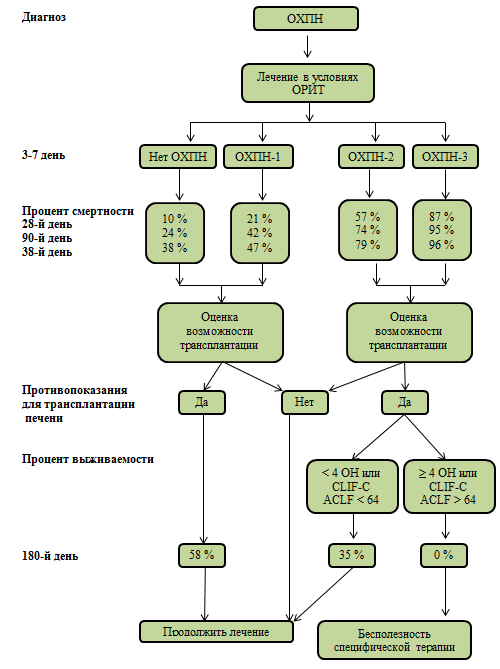 Диагноз
ОХПН
Лечение в условиях
ОРИТ
3-7 день
Нет ОХПН
ОХПН-1
ОХПН-2
ОХПН-3
Процент смертности
28-й день
90-й день
38-й день
10 %
24 %
38 %
21 %
42 %
47 %
57 %
74 %
79 %
87 %
95 %
96 %
Оценка
возможности
трансплантации
Оценка
возможности
трансплантации
Противопоказания
для трансплантации
печени
Да
Нет
Да
Процент выживаемости
< 4 ОН или
CLIF-C
ACLF < 64
≥ 4 ОН или
CLIF-C
ACLF > 64
180-й день
58 %
35 %
0 %
Продолжить лечение
Бесполезность
специфической терапии